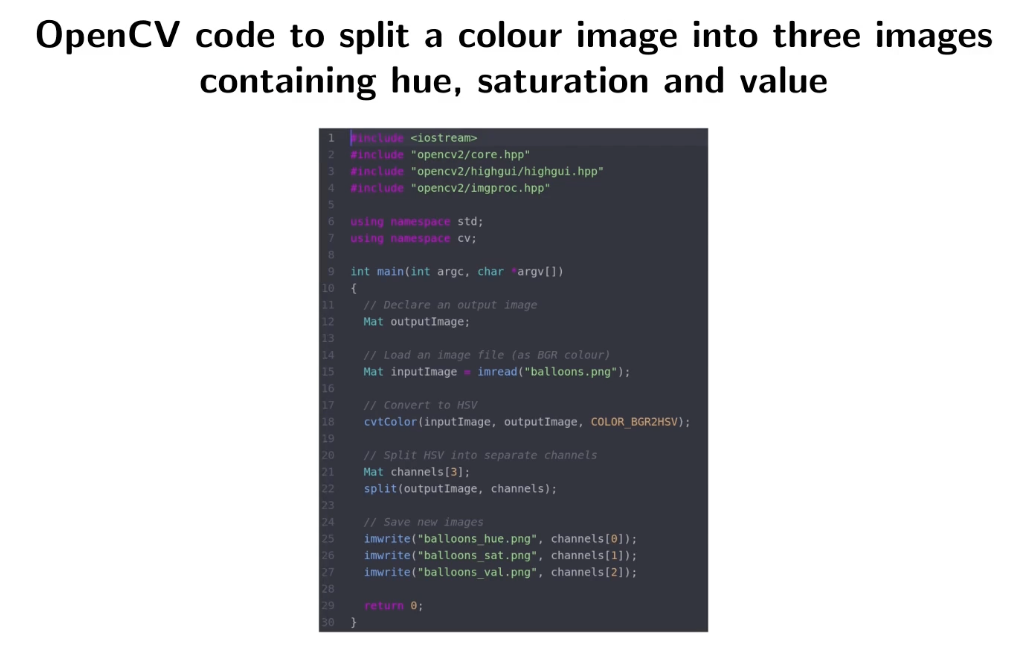 OpenCV code to split a colour image into three images
containing hue, saturation and value
1 #include <iostream>
2 #include "opencv2/core.hpp"
3 #include "opencv2/highgui/highgui.hpp"
4 #include "opencv2/imgproc.hpp"
5
6 using namespace std;
7 using namespace cv;
8
9 int main(int argc, char *argv[])
10 {
11   // Declare an output image
12   Mat outputImage;
13
14   // Load an image file (as BGR colour)
15   Mat inputImage = imread("balloons.png");
16
17   // Convert to HSV
18   cvtColor(inputImage, outputImage, COLOR_BGR2HSV);
19
20   // Split HSV into separate channels
21   Mat channels[3];
22   split(outputImage, channels);
23
24   // Save new images
25   imwrite("balloons_hue.png", channels[0]);
26   imwrite("balloons_sat.png", channels[1]);
27   imwrite("balloons_val.png", channels[2]);
28
29   return 0;
30 }